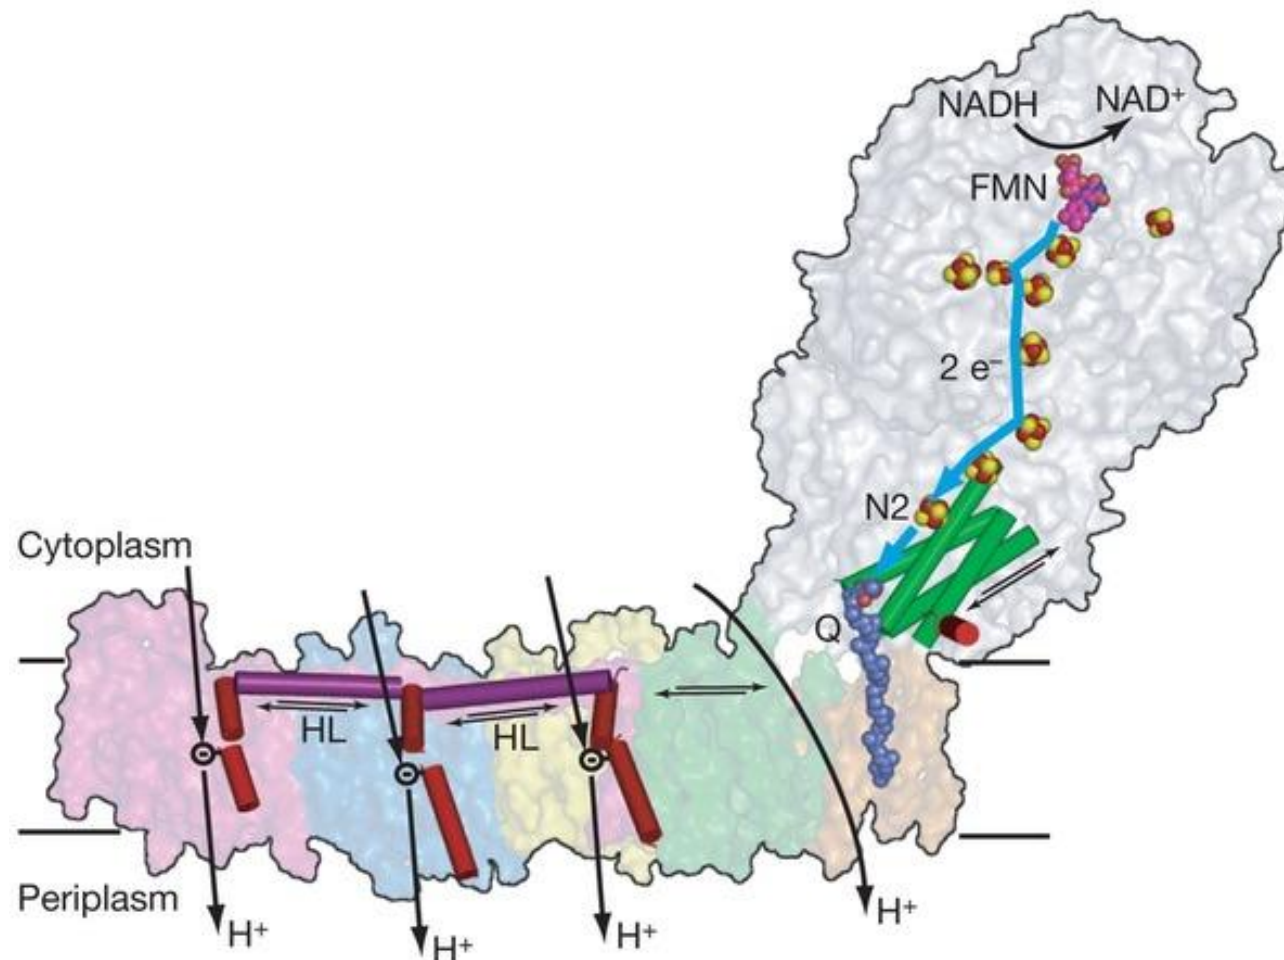 NADH NAD⁺
FMN
2 e⁻
N2
Cytoplasm
Q
HL HL
Periplasm
H⁺ H⁺ H⁺ H⁺